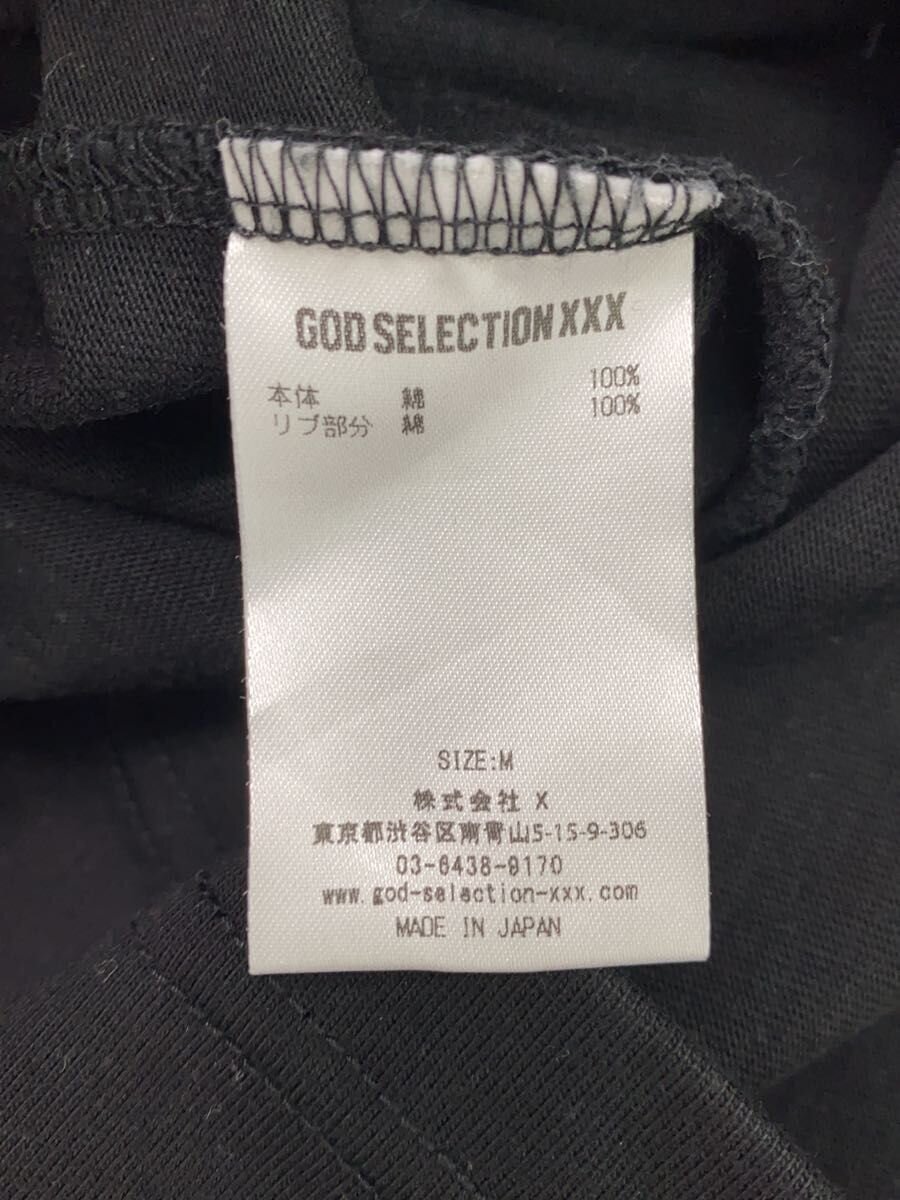 GOD SELECTION XXX
本体 綿 100%
リブ部分 綿 100%
SIZE:M
株式会社 X
東京都渋谷区南青山5-15-9-306
03-6438-9170
www.god-selection-xxx.com
MADE IN JAPAN